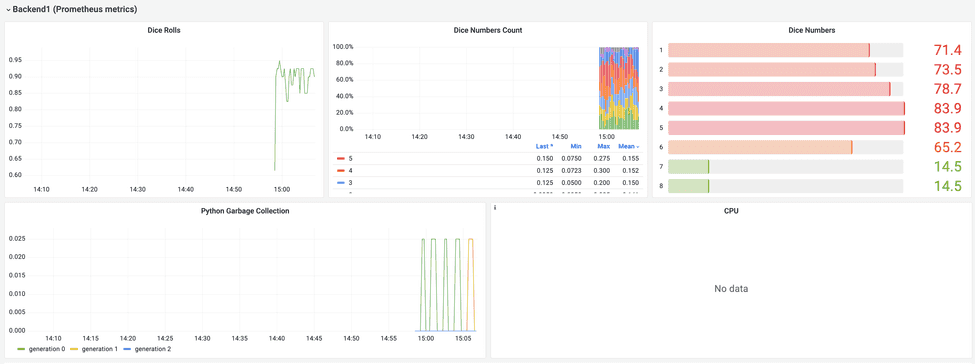 Backend1 (Prometheus metrics)
Dice Rolls
0.95
0.90
0.85
0.80
0.75
0.70
0.65
0.60
14:10 14:20 14:30 14:40 14:50 15:00
Dice Numbers Count
100.0%
80.0%
60.0%
40.0%
20.0%
0.0%
14:10 14:20 14:30 14:40 14:50 15:00
Last * Min Max Mean
5 0.150 0.0750 0.275 0.155
4 0.125 0.0723 0.300 0.152
3 0.125 0.0500 0.200 0.150
Dice Numbers
1 71.4
2 73.5
3 78.7
4 83.9
5 83.9
6 65.2
7 14.5
8 14.5
Python Garbage Collection
0.025
0.020
0.015
0.010
0.005
0.000
14:10 14:15 14:20 14:25 14:30 14:35 14:40 14:45 14:50 14:55 15:00 15:05
generation 0 generation 1 generation 2
i
CPU
No data